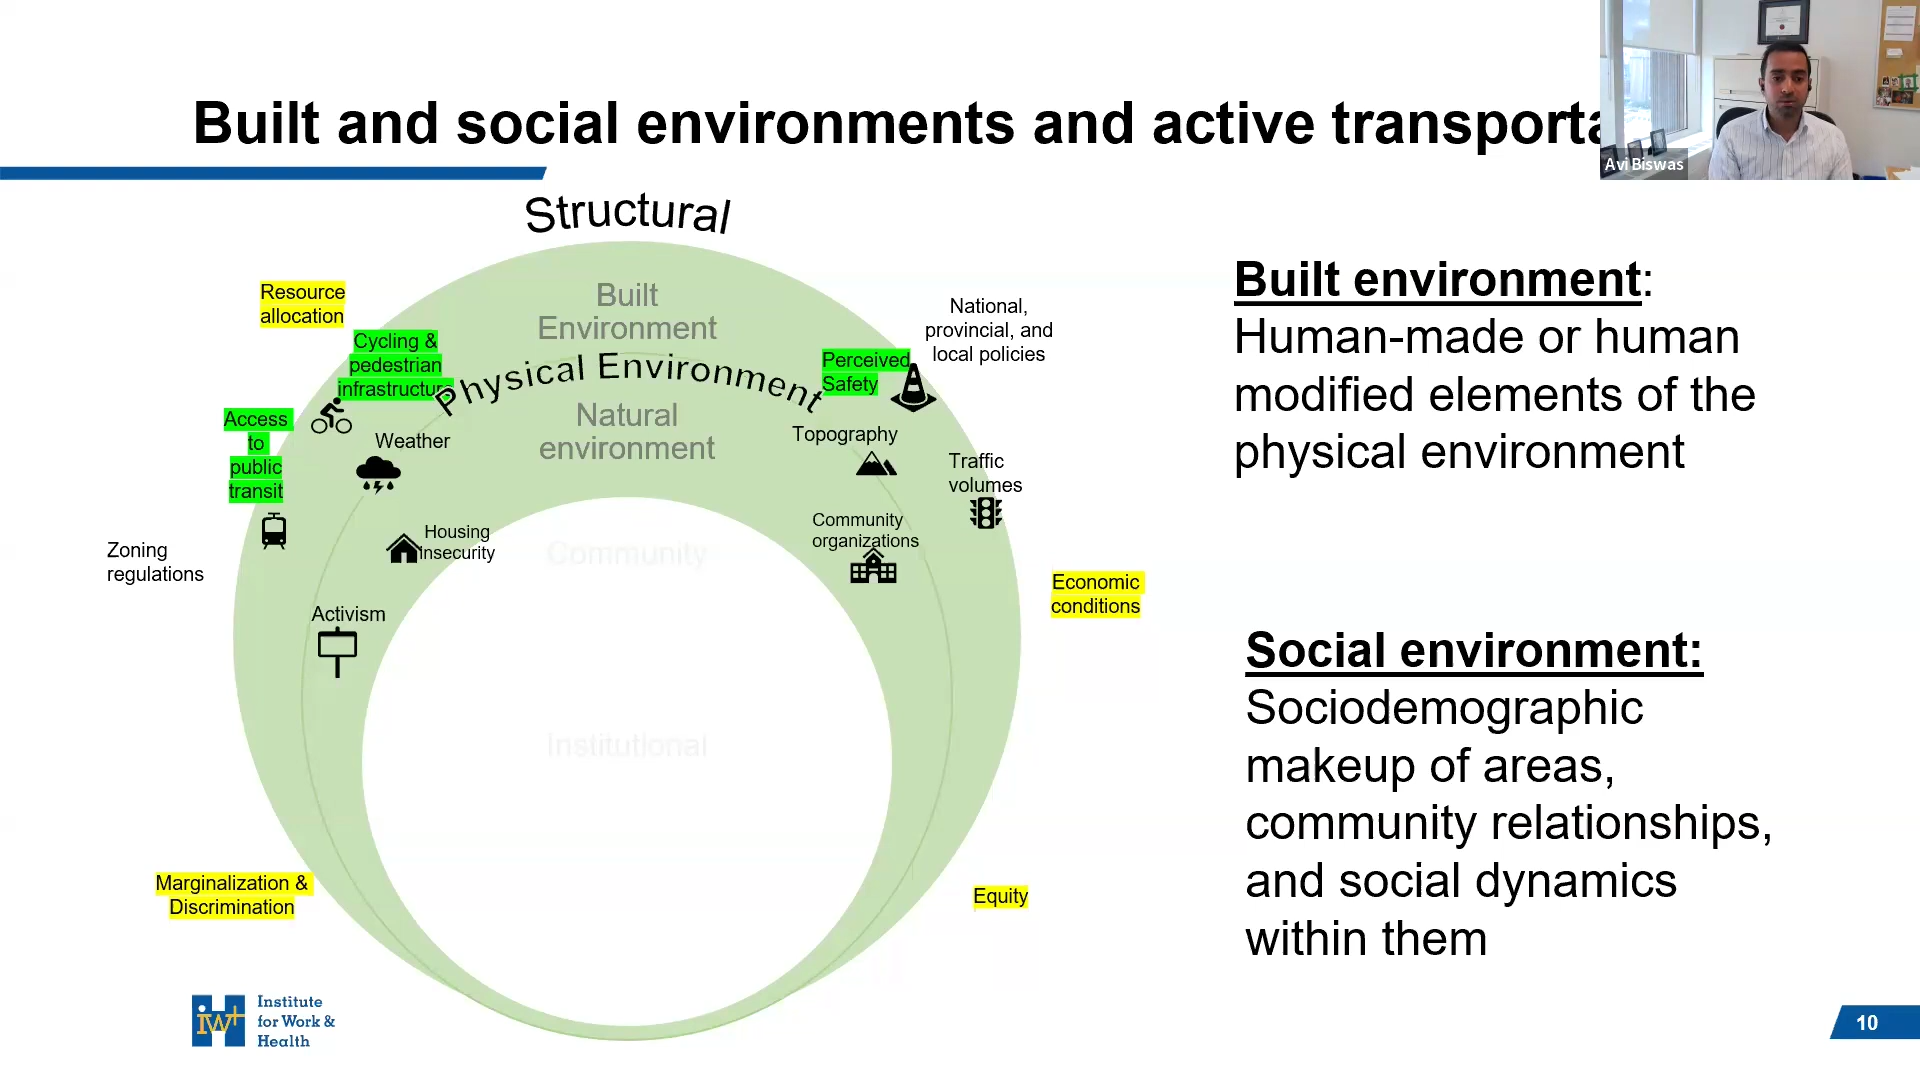 Built and social environments and active transporta
Avi Biswas
Structural
Built
Environment
Physical Environment
Natural
environment
Resource
allocation
Cycling &
pedestrian
infrastructure
Access
to
public
transit
Weather
Housing
insecurity
Zoning
regulations
Activism
Marginalization &
Discrimination
National,
provincial, and
local policies
Perceived
Safety
Topography
Traffic
volumes
Community
organizations
Economic
conditions
Equity
Community
Institutional
Built environment:
Human-made or human
modified elements of the
physical environment
Social environment:
Sociodemographic
makeup of areas,
community relationships,
and social dynamics
within them
iw+
Institute
for Work &
Health
10